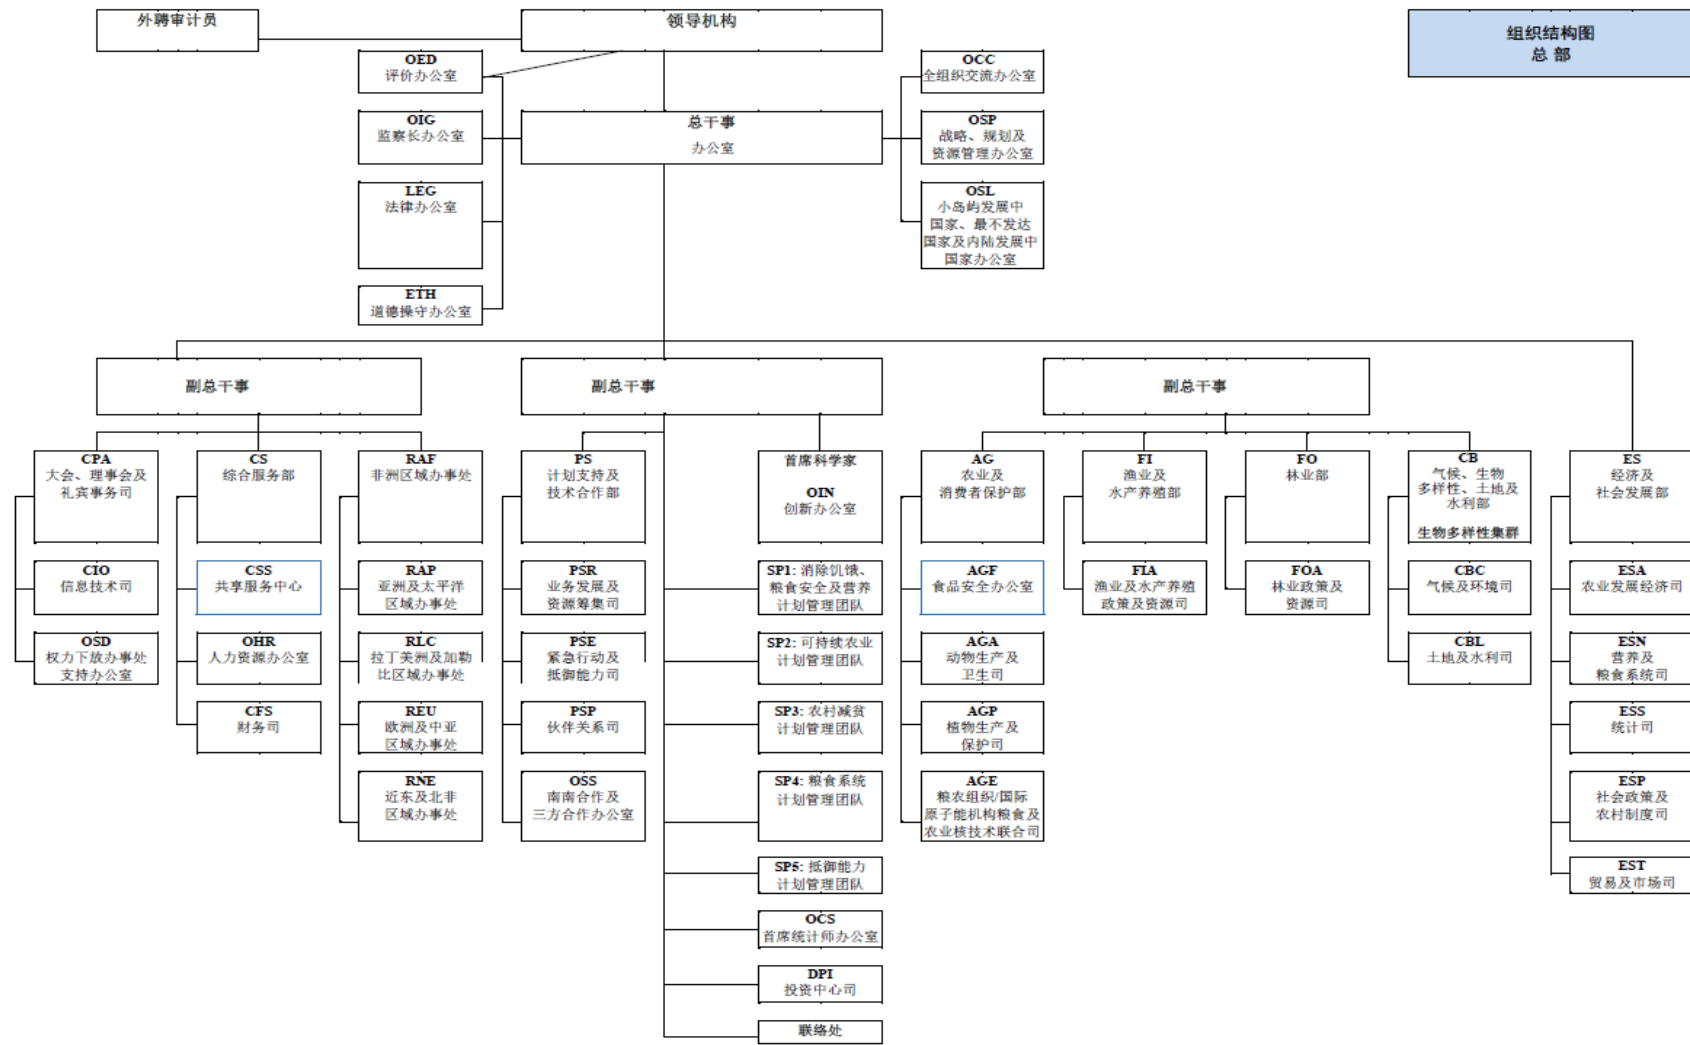 外聘审计员
领导机构
组织结构图
总 部
OED
评价办公室
OCC
全组织交流办公室
OIG
监察长办公室
总干事
办公室
OSP
战略、规划及
资源管理办公室
LEG
法律办公室
OSL
小岛屿发展中
国家、最不发达
国家及内陆发展中
国家办公室
ETH
道德操守办公室
副总干事
副总干事
副总干事
CPA
大会、理事会及
礼宾事务司
CS
综合服务部
RAF
非洲区域办事处
PS
计划支持及
技术合作部
首席科学家
OIN
创新办公室
AG
农业及
消费者保护部
FI
渔业及
水产养殖部
FO
林业部
CB
气候、生物
多样性、土地及
水利部
生物多样性集群
ES
经济及
社会发展部
CIO
信息技术司
CSS
共享服务中心
RAP
亚洲及太平洋
区域办事处
PSR
业务发展及
资源筹集司
SP1: 消除饥饿、
粮食安全及营养
计划管理团队
AGF
食品安全办公室
FIA
渔业及水产养殖
政策及资源司
FOA
林业政策及
资源司
CBC
气候及环境司
ESA
农业发展经济司
OSD
权力下放办事处
支持办公室
OHR
人力资源办公室
RLC
拉丁美洲及加勒
比区域办事处
PSE
紧急行动及
抵御能力司
SP2: 可持续农业
计划管理团队
AGA
动物生产及
卫生司
CBL
土地及水利司
ESN
营养及
粮食系统司
CFS
财务司
REU
欧洲及中亚
区域办事处
PSP
伙伴关系司
SP3: 农村减贫
计划管理团队
AGP
植物生产及
保护司
ESS
统计司
RNE
近东及北非
区域办事处
OSS
南南合作及
三方合作办公室
SP4: 粮食系统
计划管理团队
AGE
粮农组织/国际
原子能机构粮食及
农业核技术联合司
ESP
社会政策及
农村制度司
SP5: 抵御能力
计划管理团队
EST
贸易及市场司
OCS
首席统计师办公室
DPI
投资中心司
联络处